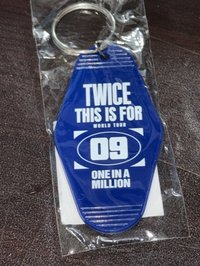 TWICE
THIS IS FOR
WORLD TOUR
09
ONE IN A
MILLION